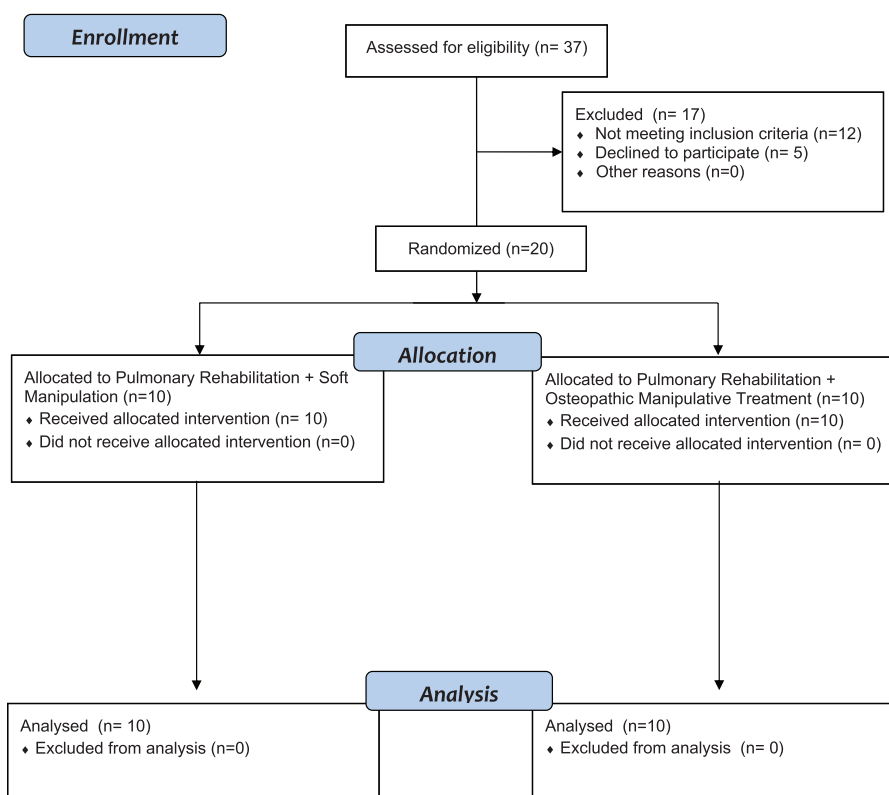 Enrollment
Assessed for eligibility (n= 37)
Excluded (n= 17)
♦ Not meeting inclusion criteria (n=12)
♦ Declined to participate (n= 5)
♦ Other reasons (n=0)
Randomized (n=20)
Allocation
Allocated to Pulmonary Rehabilitation + Soft
Manipulation (n=10)
♦ Received allocated intervention (n= 10)
♦ Did not receive allocated intervention (n=0)
Allocated to Pulmonary Rehabilitation +
Osteopathic Manipulative Treatment (n=10)
♦ Received allocated intervention (n=10)
♦ Did not receive allocated intervention (n= 0)
Analysis
Analysed (n= 10)
♦ Excluded from analysis (n=0)
Analysed (n=10)
♦ Excluded from analysis (n= 0)